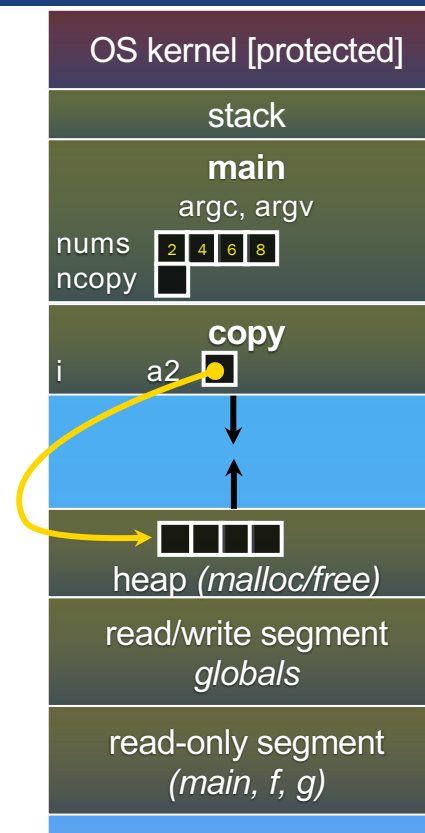 OS kernel [protected]
stack
main
argc, argv
nums 2 4 6 8
ncopy
copy
i a2
heap (malloc/free)
read/write segment
globals
read-only segment
(main, f, g)